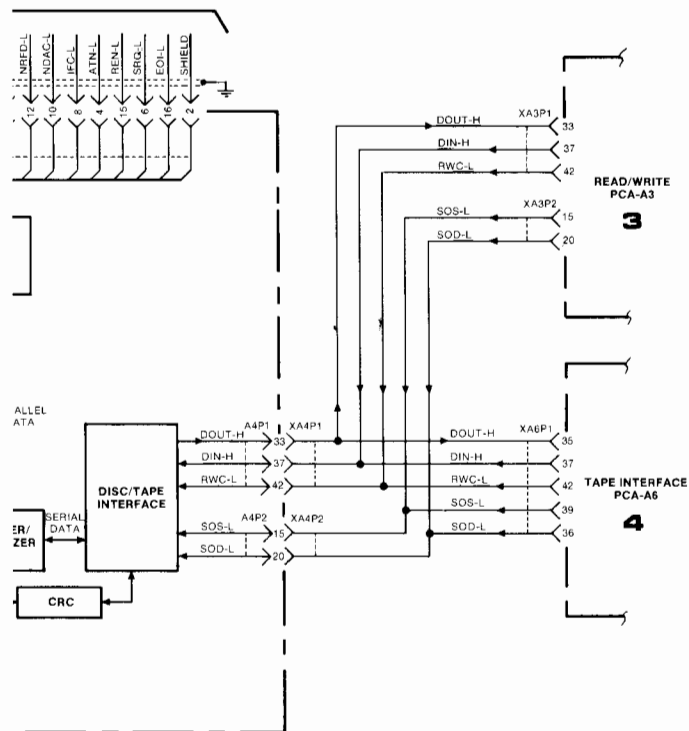 NRFD-L
NDAC-L
IFC-L
ATN-L
REN-L
SRQ-L
EOI-L
SHIELD
12
10
8
4
15
6
16
2
DOUT-H
XA3P1
33
DIN-H
37
RWC-L
42
READ/WRITE
PCA-A3
3
SOS-L
XA3P2
15
SOD-L
20
ALLEL
ATA
DISC/TAPE
INTERFACE
ER/
ZER
SERIAL
DATA
CRC
DOUT-H
A4P1
33
XA4P1
DIN-H
37
RWC-L
42
SOS-L
A4P2
15
XA4P2
SOD-L
20
DOUT-H
XA6P1
35
DIN-H
37
RWC-L
42
SOS-L
39
SOD-L
36
TAPE INTERFACE
PCA-A6
4